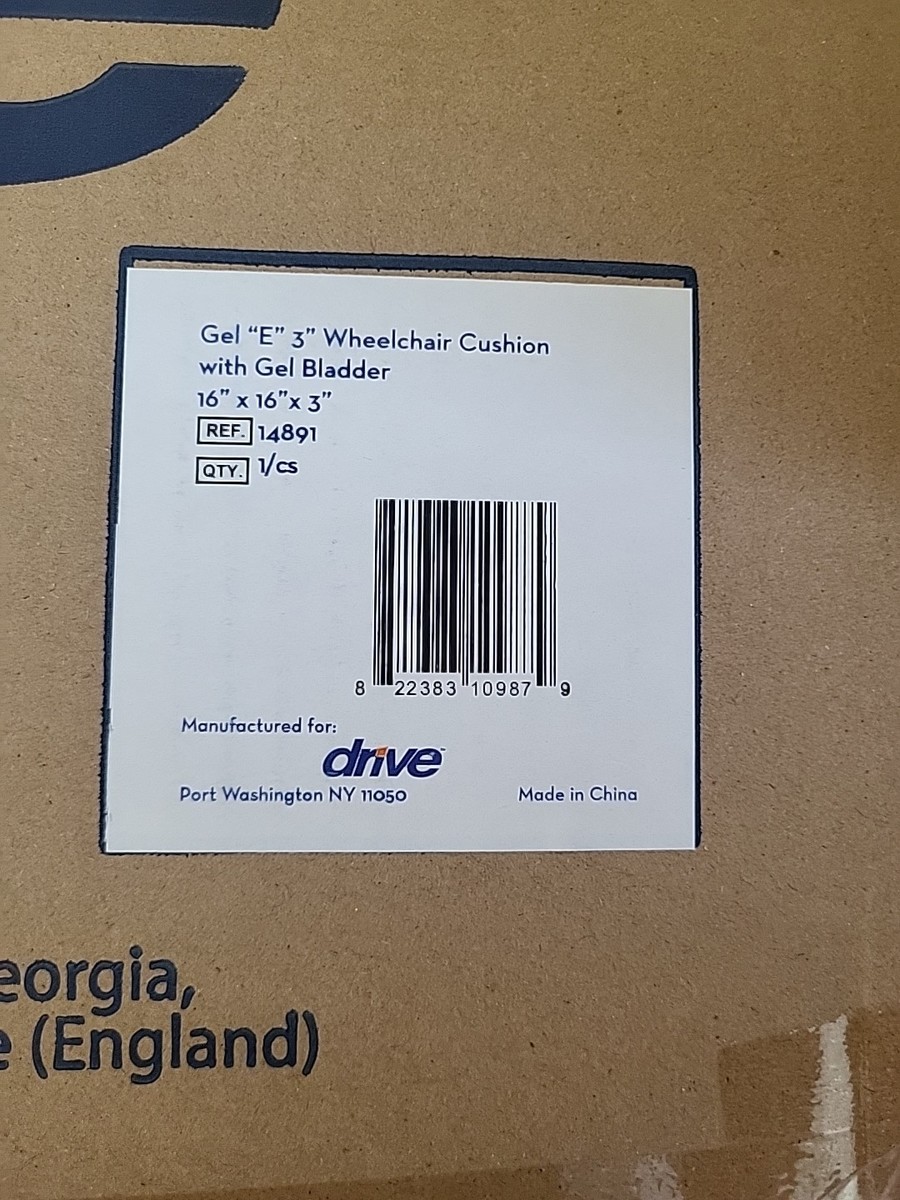 Gel “E” 3” Wheelchair Cushion
with Gel Bladder
16” x 16”x 3”
REF. 14891
QTY. 1/cs
8 22383 10987 9
Manufactured for:
drive™
Port Washington NY 11050 Made in China
eorgia,
e (England)